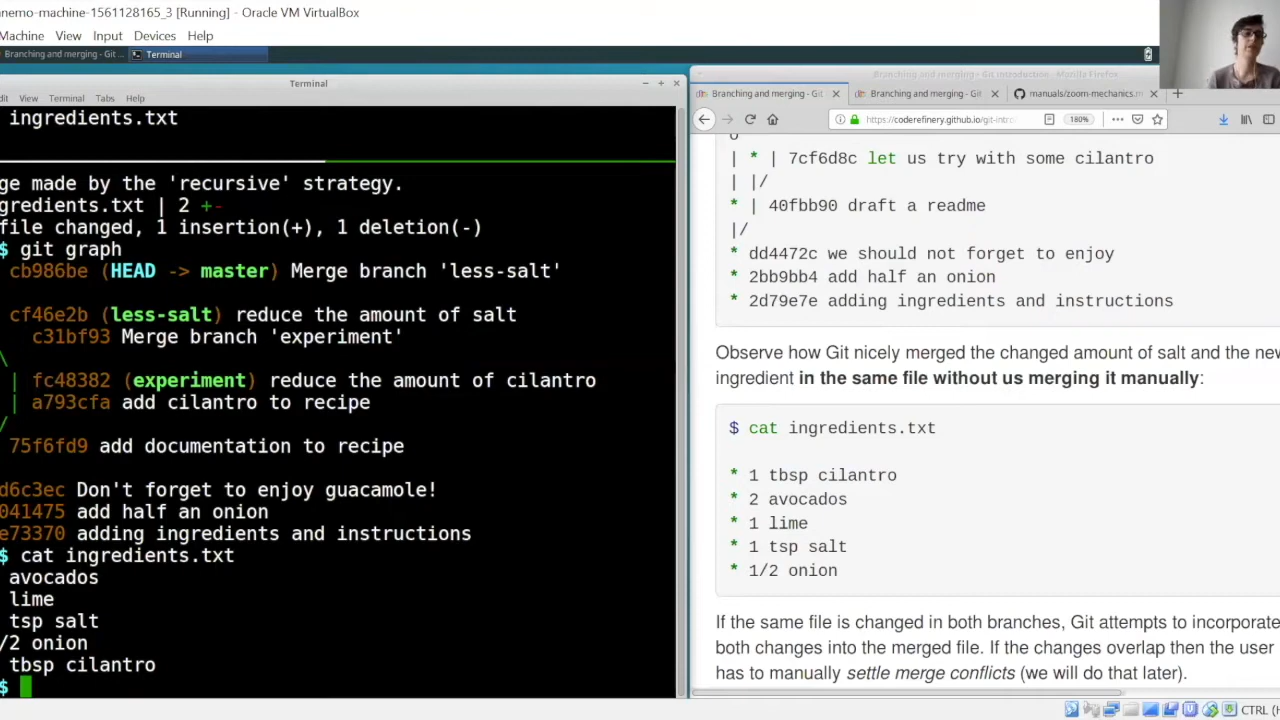 nemo-machine-1561128165_3 [Running] - Oracle VM VirtualBox
Machine View Input Devices Help
Branching and merging - Git ... Terminal
Terminal
dit View Terminal Tabs Help
ingredients.txt
ge made by the 'recursive' strategy.
gredients.txt | 2 +-
file changed, 1 insertion(+), 1 deletion(-)
$ git graph
cb986be (HEAD -> master) Merge branch 'less-salt'
cf46e2b (less-salt) reduce the amount of salt
c31bf93 Merge branch 'experiment'
\
| fc48382 (experiment) reduce the amount of cilantro
| a793cfa add cilantro to recipe
/
75f6fd9 add documentation to recipe
d6c3ec Don't forget to enjoy guacamole!
041475 add half an onion
e73370 adding ingredients and instructions
$ cat ingredients.txt
avocados
lime
tsp salt
/2 onion
tbsp cilantro
$
Branching and merging - Git introduction - Mozilla Firefox
Branching and merging - Git Branching and merging - Git manuals/zoom-mechanics.m
https://coderefinery.github.io/git-intro 180%
| * | 7cf6d8c let us try with some cilantro
| |/
* | 40fbb90 draft a readme
|/
* dd4472c we should not forget to enjoy
* 2bb9bb4 add half an onion
* 2d79e7e adding ingredients and instructions
Observe how Git nicely merged the changed amount of salt and the new
ingredient in the same file without us merging it manually:
$ cat ingredients.txt
* 1 tbsp cilantro
* 2 avocados
* 1 lime
* 1 tsp salt
* 1/2 onion
If the same file is changed in both branches, Git attempts to incorporate
both changes into the merged file. If the changes overlap then the user
has to manually settle merge conflicts (we will do that later).
CTRL (H